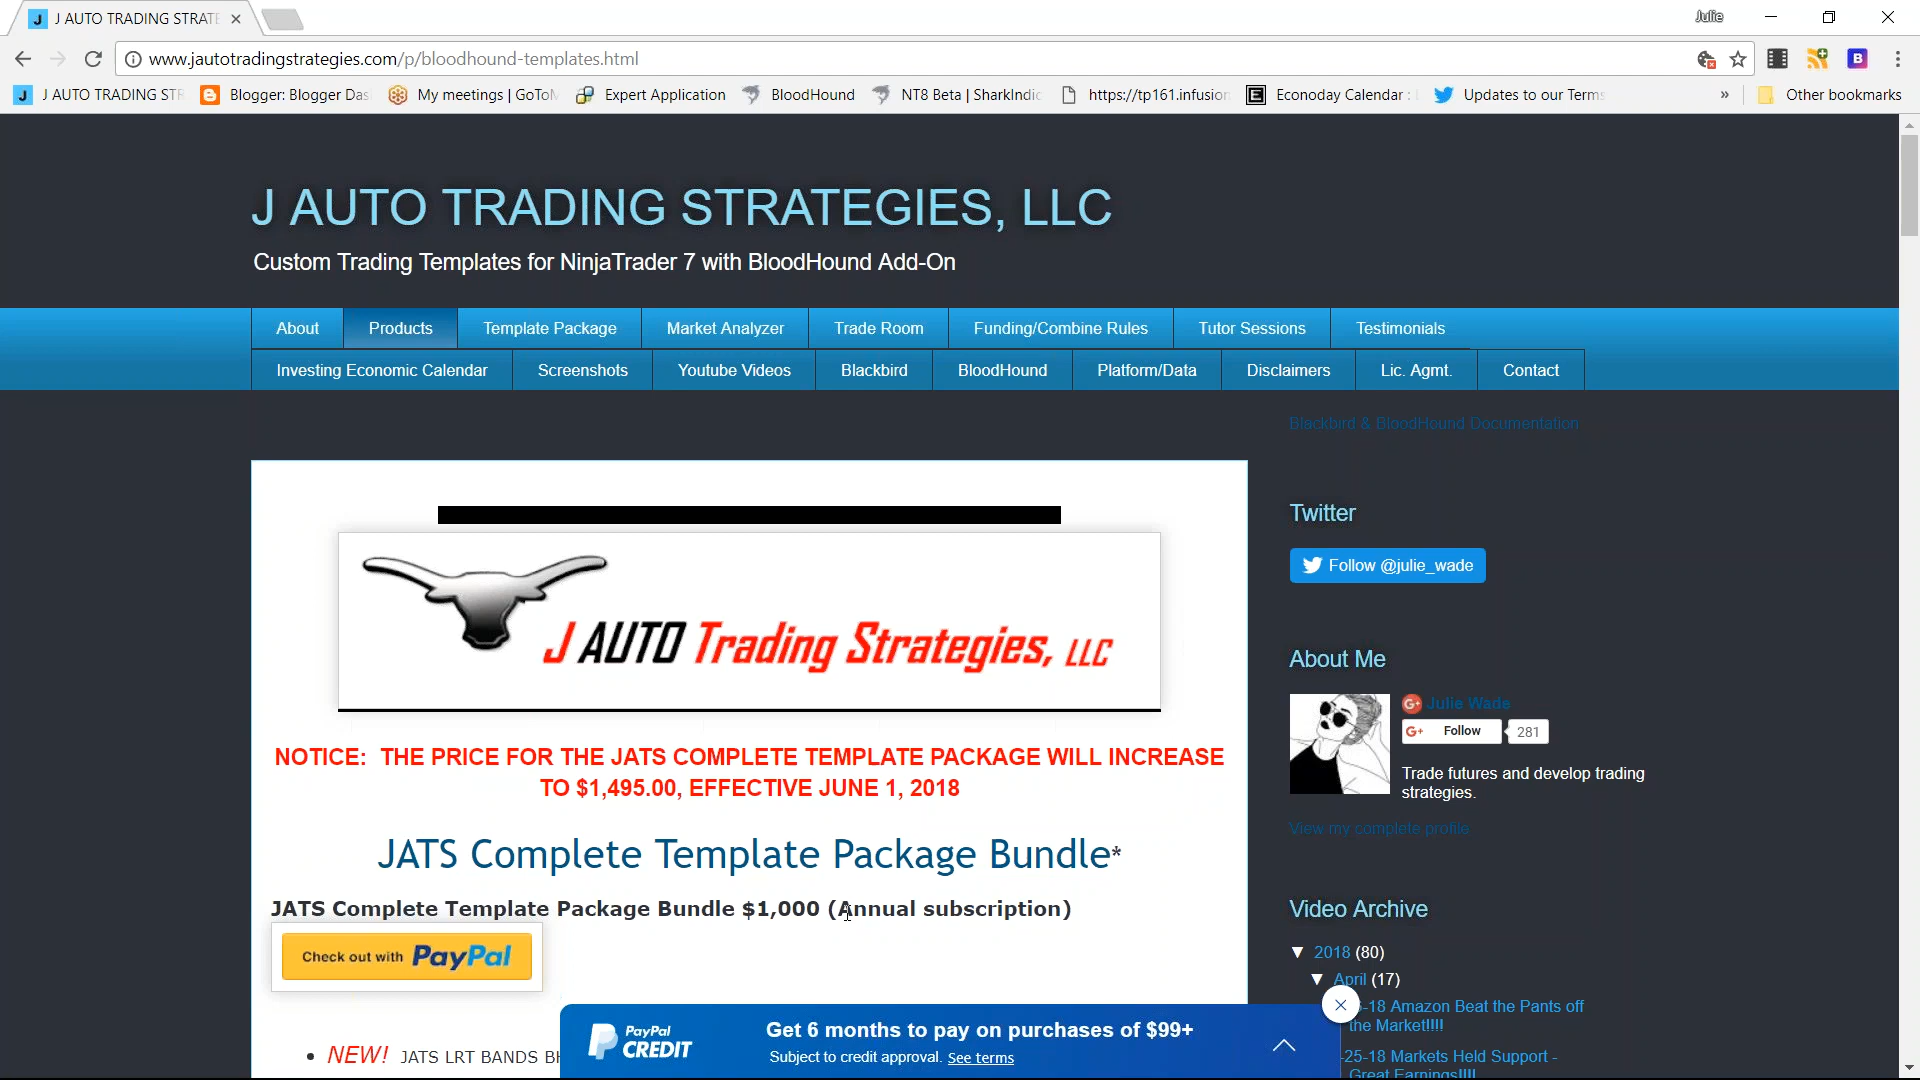 J AUTO TRADING STRATE
Julie
www.jautotradingstrategies.com/p/bloodhound-templates.html
J AUTO TRADING STR
Blogger: Blogger Das
My meetings | GoToM
Expert Application
BloodHound
NT8 Beta | SharkIndic
https://tp161.infusion
Econoday Calendar :
Updates to our Terms
»
Other bookmarks
J AUTO TRADING STRATEGIES, LLC
Custom Trading Templates for NinjaTrader 7 with BloodHound Add-On
About
Products
Template Package
Market Analyzer
Trade Room
Funding/Combine Rules
Tutor Sessions
Testimonials
Investing Economic Calendar
Screenshots
Youtube Videos
Blackbird
BloodHound
Platform/Data
Disclaimers
Lic. Agmt.
Contact
J AUTO Trading Strategies, LLC
NOTICE: THE PRICE FOR THE JATS COMPLETE TEMPLATE PACKAGE WILL INCREASE
TO $1,495.00, EFFECTIVE JUNE 1, 2018
JATS Complete Template Package Bundle*
JATS Complete Template Package Bundle $1,000 (Annual subscription)
Check out with PayPal
• NEW! JATS LRT BANDS BH
Blackbird & BloodHound Documentation
Twitter
Follow @julie_wade
About Me
G+ Julie Wade
G+ Follow 281
Trade futures and develop trading
strategies.
View my complete profile
Video Archive
▼ 2018 (80)
▼ April (17)
-18 Amazon Beat the Pants off
the Market!!!!
-25-18 Markets Held Support -
Great Earnings!!!!
PayPal
CREDIT
Get 6 months to pay on purchases of $99+
Subject to credit approval. See terms